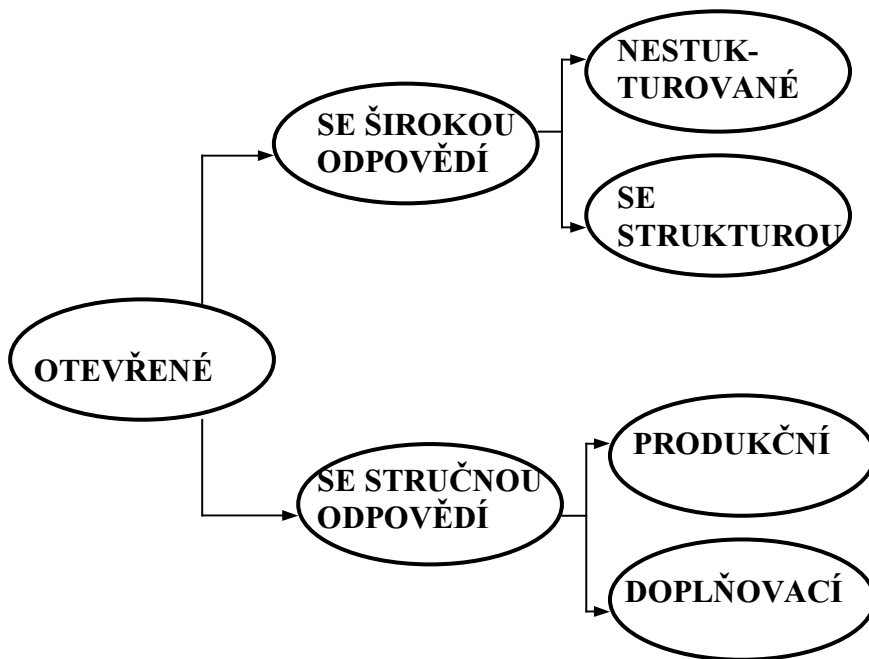 NESTUK-
TUROVANÉ
SE ŠIROKOU
ODPOVĚDÍ
SE
STRUKTUROU
OTEVŘENÉ
PRODUKČNÍ
SE STRUČNOU
ODPOVĚDÍ
DOPLŇOVACÍ